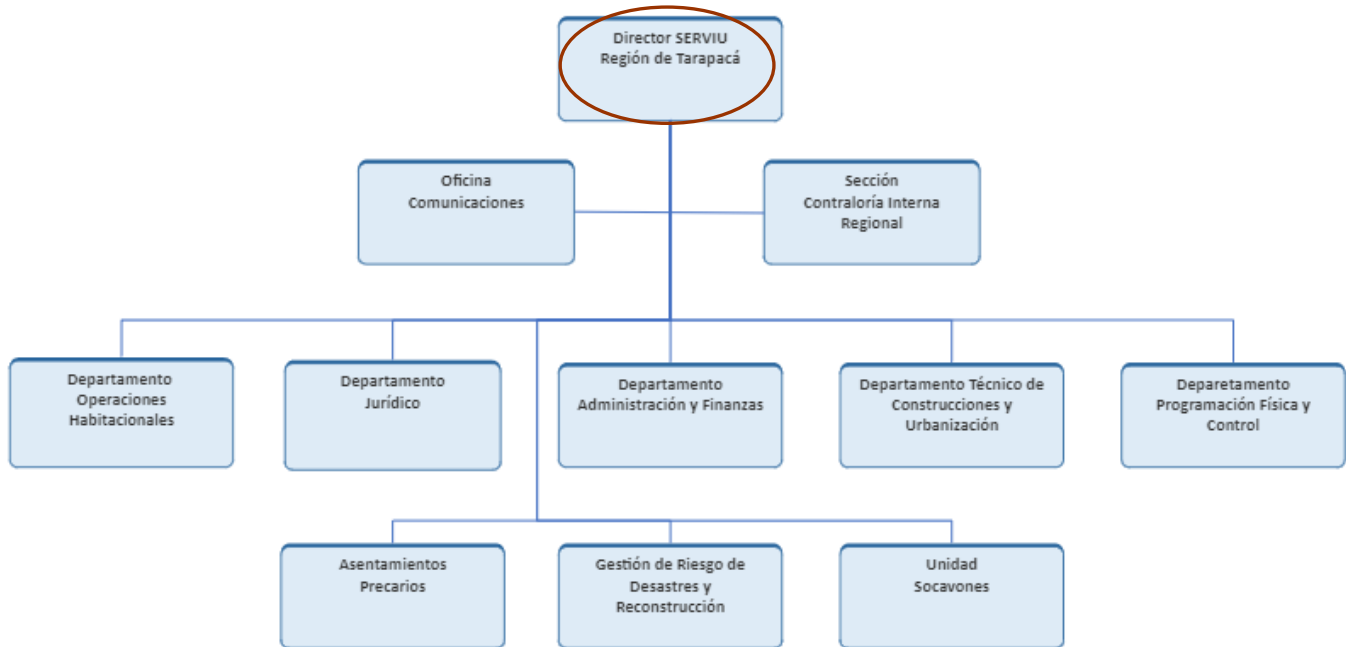 Director SERVIU
Región de Tarapacá
Oficina
Comunicaciones
Sección
Contraloría Interna
Regional
Departamento
Operaciones
Habitacionales
Departamento
Jurídico
Departamento
Administración y Finanzas
Departamento Técnico de
Construcciones y
Urbanización
Deparetamento
Programación Física y
Control
Asentamientos
Precarios
Gestión de Riesgo de
Desastres y
Reconstrucción
Unidad
Socavones